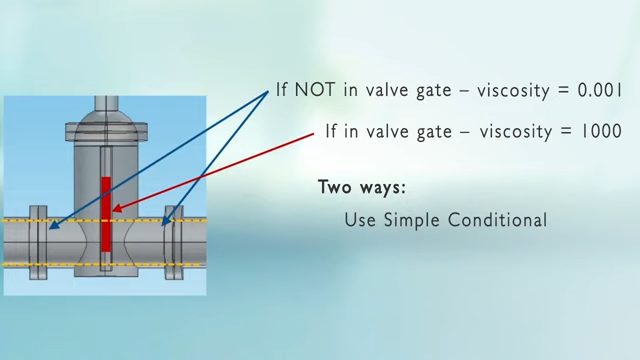 If NOT in valve gate – viscosity = 0.001
If in valve gate – viscosity = 1000
Two ways:
Use Simple Conditional